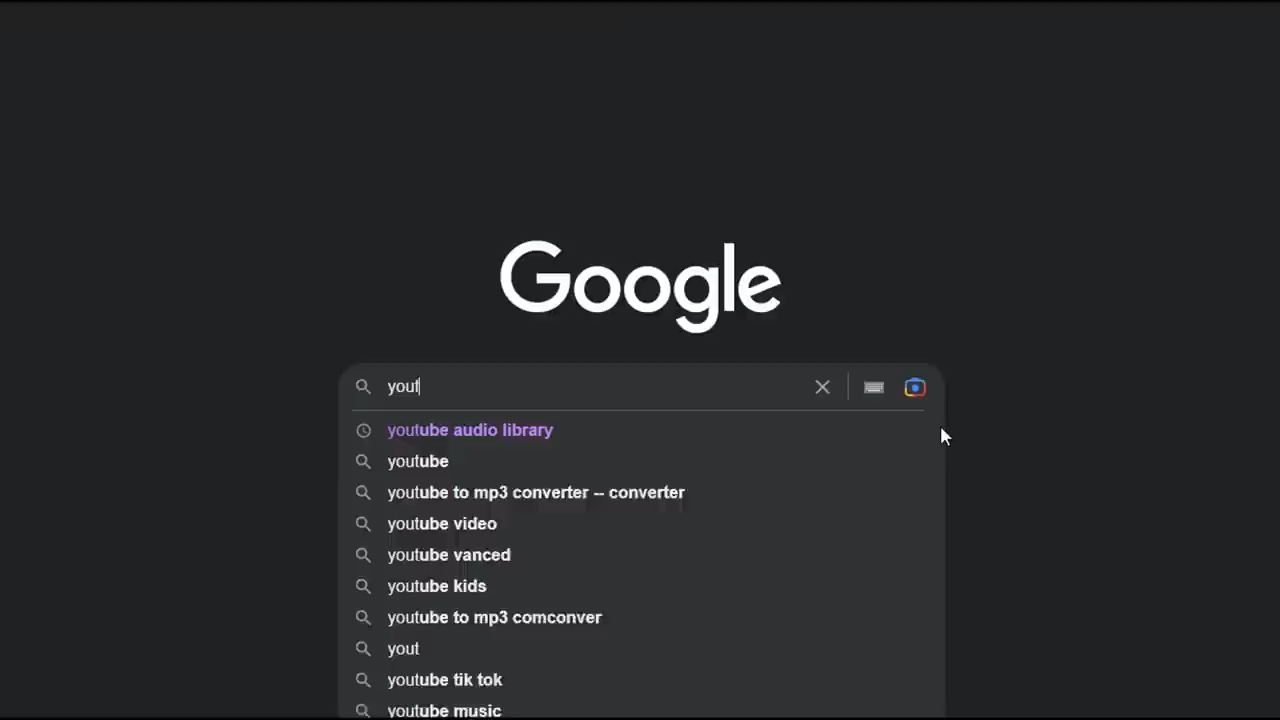 Google
yout
youtube audio library
youtube
youtube to mp3 converter -- converter
youtube video
youtube vanced
youtube kids
youtube to mp3 comconver
yout
youtube tik tok
youtube music